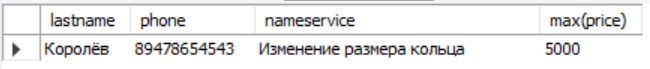 lastname phone nameservice max(price)
Королёв 89478654543 Изменение размера кольца 5000